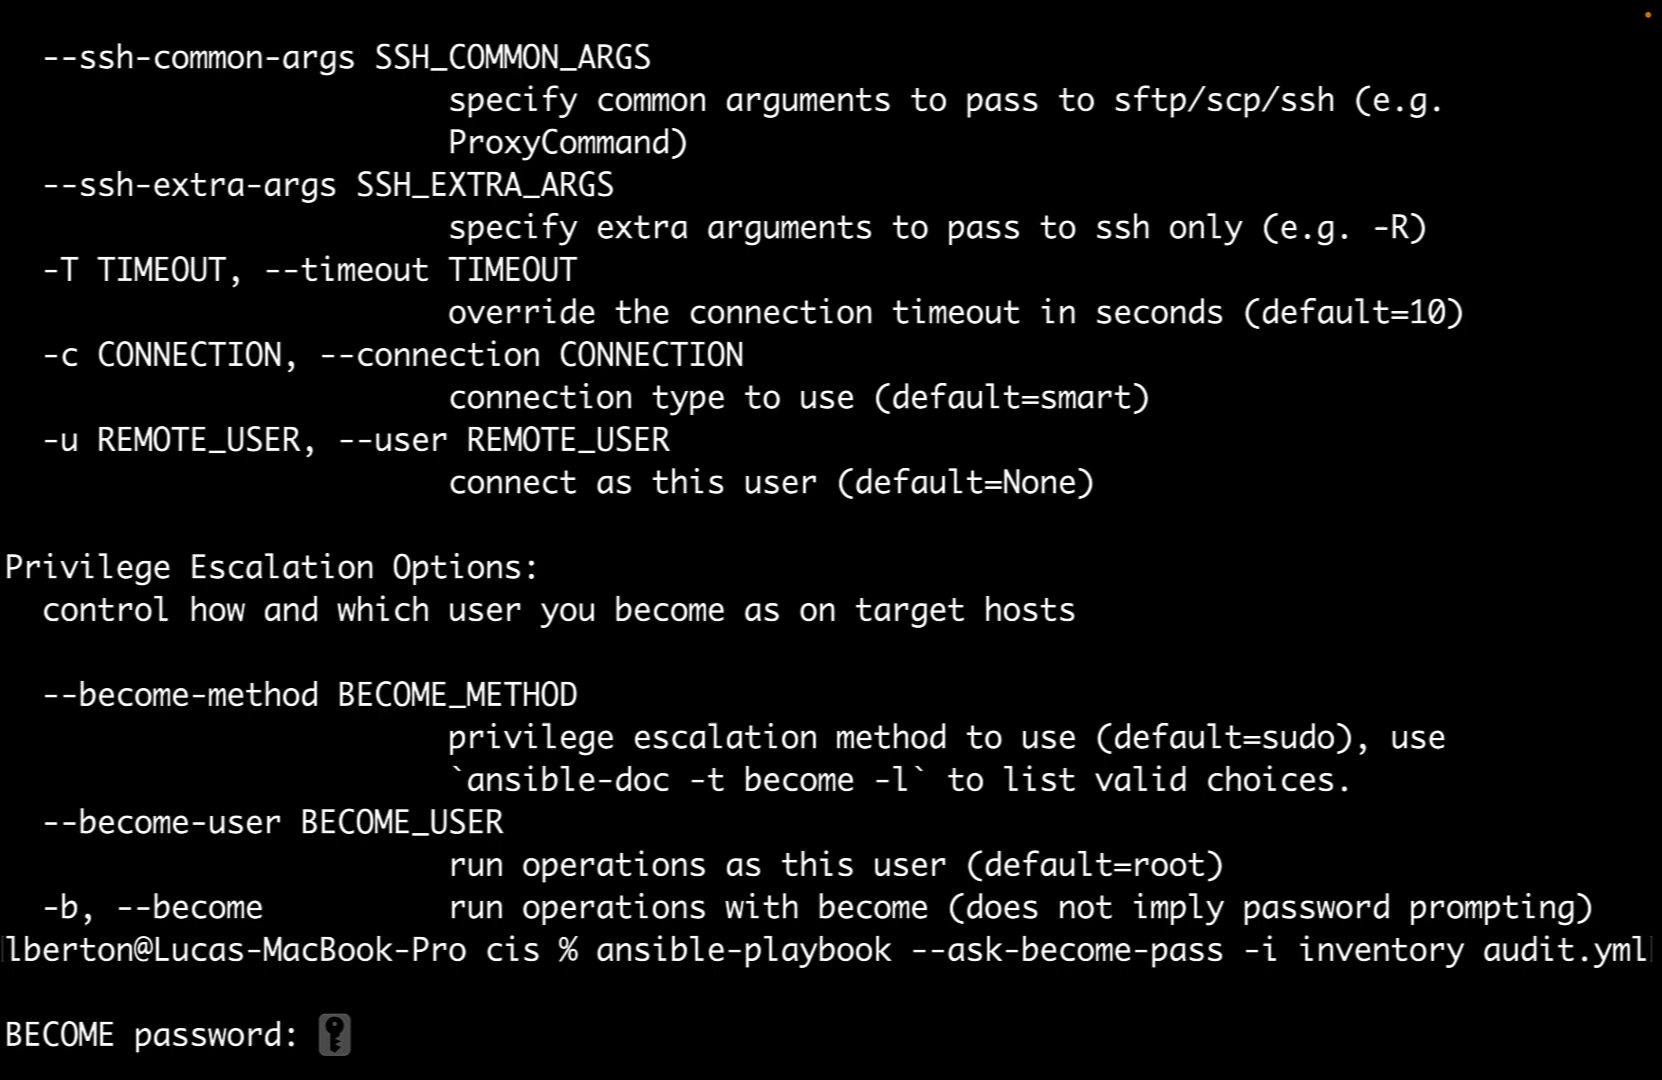 --ssh-common-args SSH_COMMON_ARGS
specify common arguments to pass to sftp/scp/ssh (e.g.
ProxyCommand)
--ssh-extra-args SSH_EXTRA_ARGS
specify extra arguments to pass to ssh only (e.g. -R)
-T TIMEOUT, --timeout TIMEOUT
override the connection timeout in seconds (default=10)
-c CONNECTION, --connection CONNECTION
connection type to use (default=smart)
-u REMOTE_USER, --user REMOTE_USER
connect as this user (default=None)
Privilege Escalation Options:
control how and which user you become as on target hosts
--become-method BECOME_METHOD
privilege escalation method to use (default=sudo), use
`ansible-doc -t become -l` to list valid choices.
--become-user BECOME_USER
run operations as this user (default=root)
-b, --become run operations with become (does not imply password prompting)
lberton@Lucas-MacBook-Pro cis % ansible-playbook --ask-become-pass -i inventory audit.yml
BECOME password: